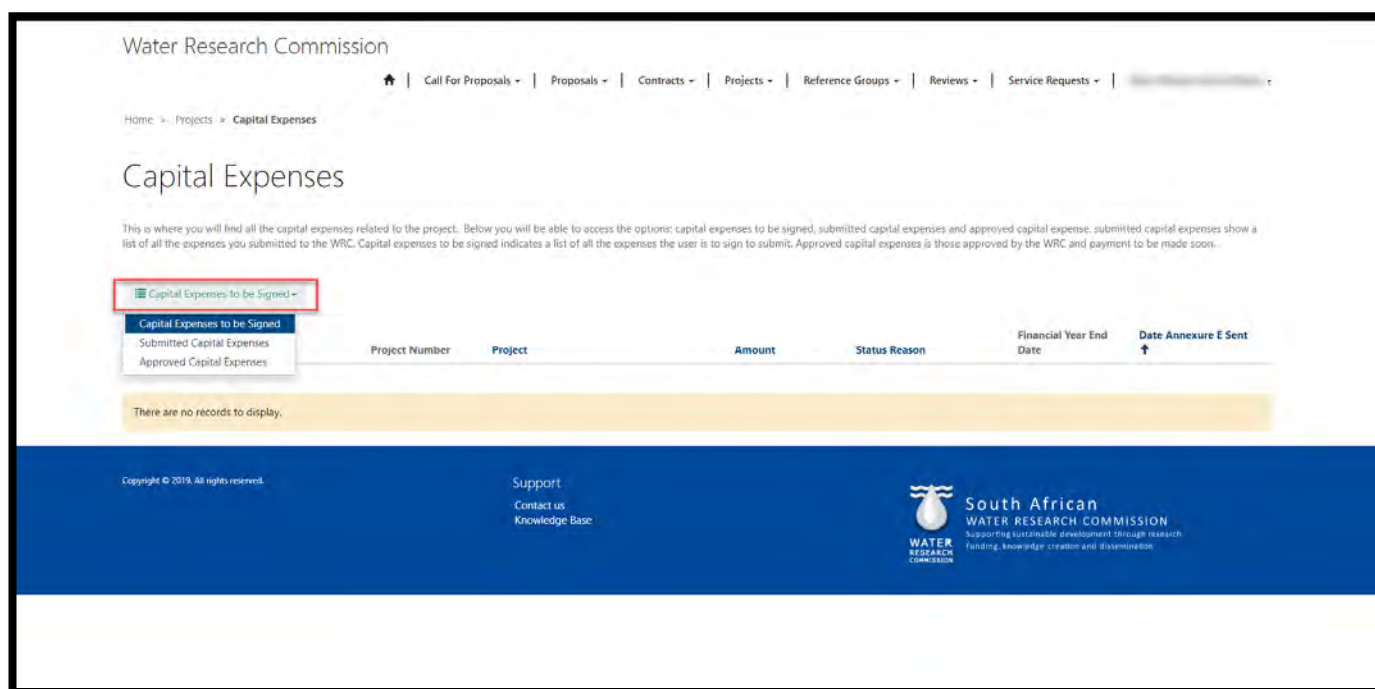 Water Research Commission
Call For Proposals | Proposals | Contracts | Projects | Reference Groups | Reviews | Service Requests |
Home > Projects > Capital Expenses
Capital Expenses
This is where you will find all the capital expenses related to the project. Below you will be able to access the options: capital expenses to be signed, submitted capital expenses and approved capital expense. submitted capital expenses show a
list of all the expenses you submitted to the WRC. Capital expenses to be signed indicates a list of all the expenses the user is to sign to submit. Approved capital expenses is those approved by the WRC and payment to be made soon.
Capital Expenses to be Signed
Capital Expenses to be Signed
Submitted Capital Expenses
Approved Capital Expenses
Project Number Project Amount Status Reason Financial Year End Date Date Annexure E Sent
There are no records to display.
Copyright © 2019. All rights reserved.
Support
Contact us
Knowledge Base
WATER
RESEARCH
COMMISSION
South African
WATER RESEARCH COMMISSION
Supporting sustainable development through research
funding, knowledge creation and dissemination